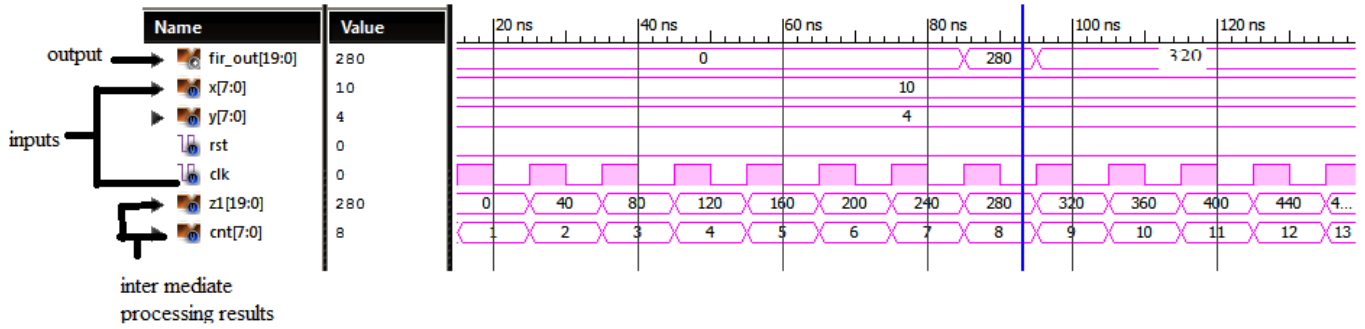 Name Value 20 ns 40 ns 60 ns 80 ns 100 ns 120 ns
output fir_out[19:0] 280 0 280 320
x[7:0] 10 10
y[7:0] 4 4
inputs rst 0
clk 0
z1[19:0] 280 0 40 80 120 160 200 240 280 320 360 400 440 4...
cnt[7:0] 8 1 2 3 4 5 6 7 8 9 10 11 12 13
inter mediate
processing results